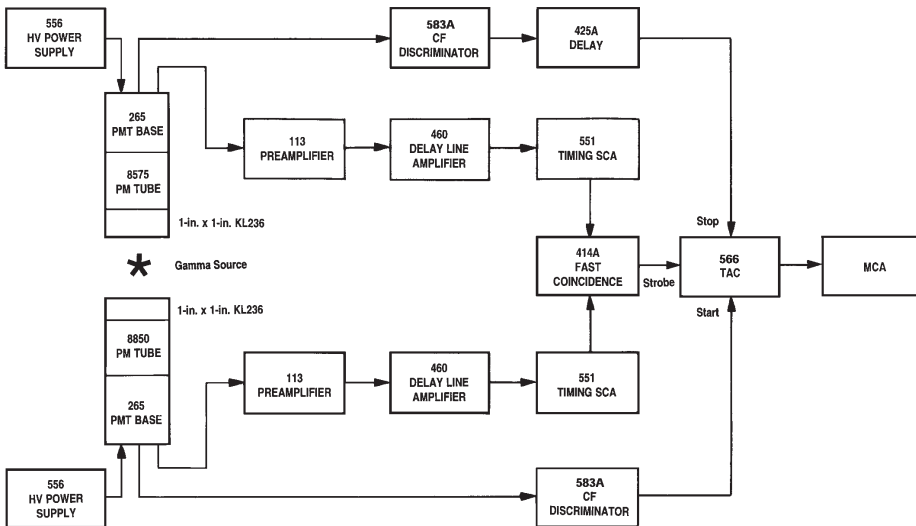 556
HV POWER
SUPPLY
583A
CF
DISCRIMINATOR
425A
DELAY
265
PMT BASE
113
PREAMPLIFIER
460
DELAY LINE
AMPLIFIER
551
TIMING SCA
8575
PM TUBE
1-in. x 1-in. KL236
Stop
Gamma Source
414A
FAST
COINCIDENCE
Strobe
566
TAC
MCA
1-in. x 1-in. KL236
Start
8850
PM TUBE
113
PREAMPLIFIER
460
DELAY LINE
AMPLIFIER
551
TIMING SCA
265
PMT BASE
556
HV POWER
SUPPLY
583A
CF
DISCRIMINATOR